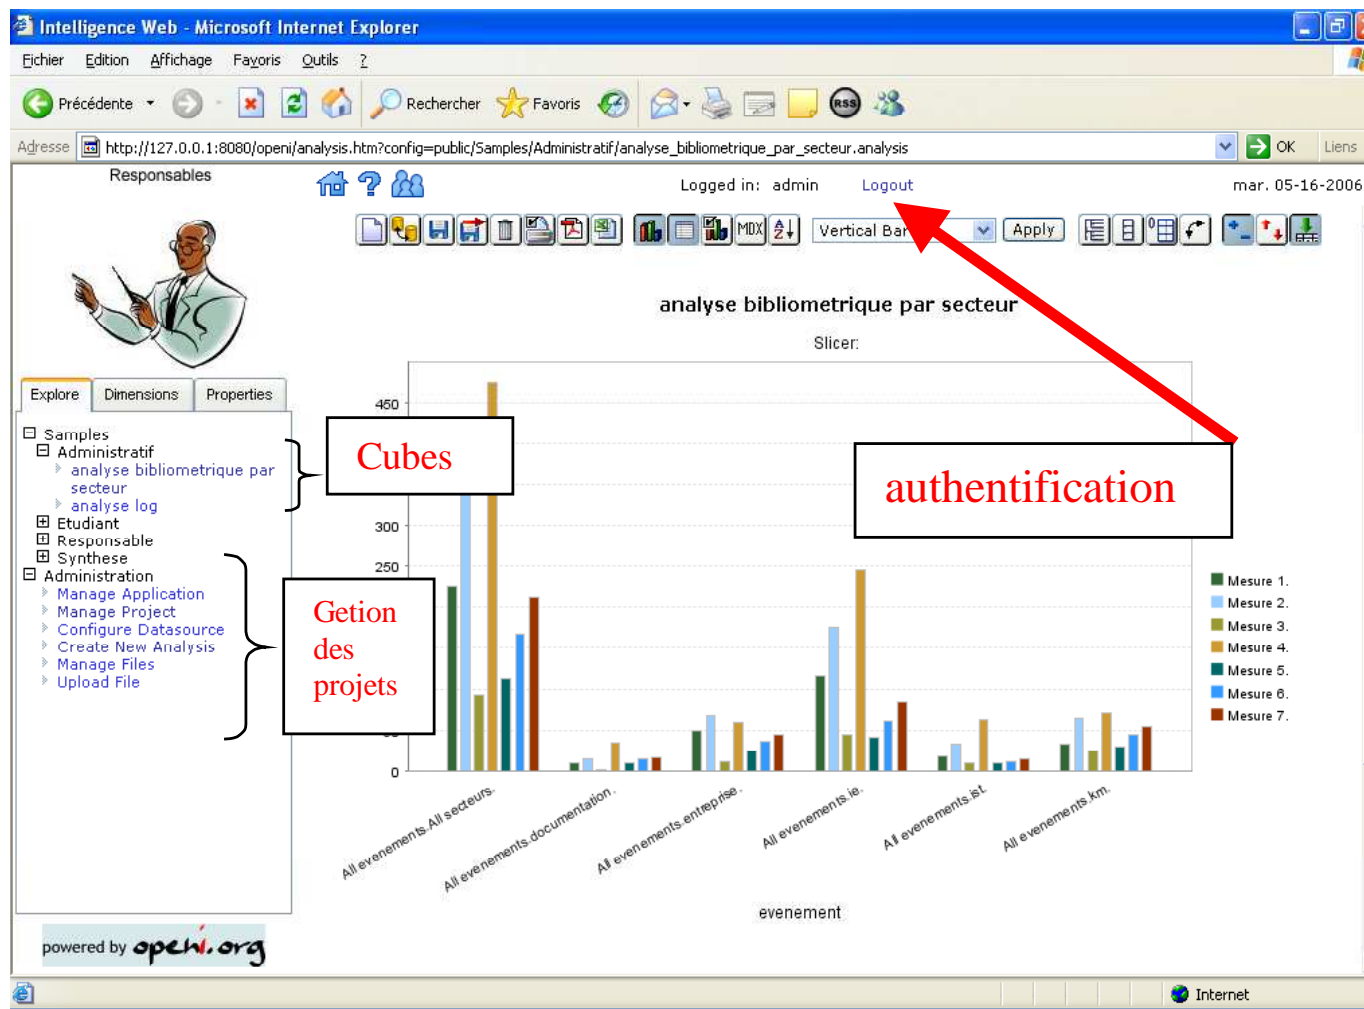 Intelligence Web - Microsoft Internet Explorer
Fichier Edition Affichage Favoris Outils ?
Précédente Rechercher Favoris RSS
Adresse http://127.0.0.1:8080/openi/analysis.htm?config=public/Samples/Administratif/analyse_bibliometrique_par_secteur.analysis OK Liens
Responsables
Logged in: admin Logout mar. 05-16-2006
MDX Vertical Bar Apply
analyse bibliometrique par secteur
Slicer:
Explore Dimensions Properties
Samples
Administratif
analyse bibliometrique par
secteur
analyse log
Etudiant
Responsable
Synthese
Administration
Manage Application
Manage Project
Configure Datasource
Create New Analysis
Manage Files
Upload File
Cubes
Getion
des
projets
authentification
450
300
250
0
Mesure 1.
Mesure 2.
Mesure 3.
Mesure 4.
Mesure 5.
Mesure 6.
Mesure 7.
All evenements.All secteurs.
All evenements.documentation.
All evenements.entreprise.
All evenements.ie.
All evenements.ist.
All evenements.km.
evenement
powered by openi.org
Internet